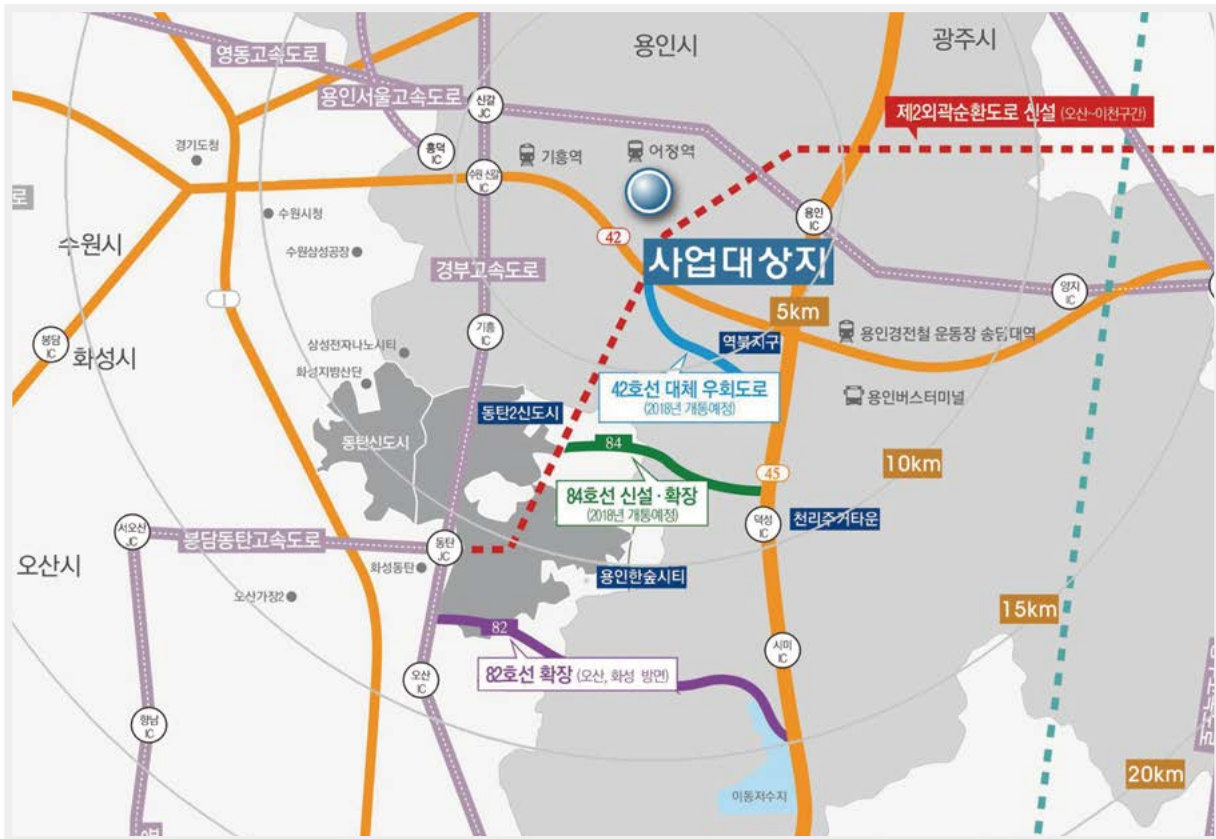 용인시
광주시
영동고속도로
용인서울고속도로
신갈
JC
제2외곽순환도로 신설 (오산~이천구간)
경기도청
흥덕
IC
기흥역
어정역
수원 신갈
IC
로
수원시청
용인
IC
수원시
42
수원삼성공장
경부고속도로
사업대상지
양지
IC
1
5km
기흥
IC
용인경전철 운동장 송담대역
봉담
IC
화성시
삼성전자나노시티
역북지구
화성지방산단
42호선 대체 우회도로
(2018년 개통예정)
용인버스터미널
동탄2신도시
동탄신도시
84
10km
45
84호선 신설·확장
(2018년 개통예정)
덕성
IC
천리주거타운
서오산
JC
봉담동탄고속도로
동탄
JC
오산시
화성동탄
용인한숲시티
오산가장2
15km
82
시미
IC
82호선 확장 (오산, 화성 방면)
오산
IC
향남
IC
20km
이동저수지